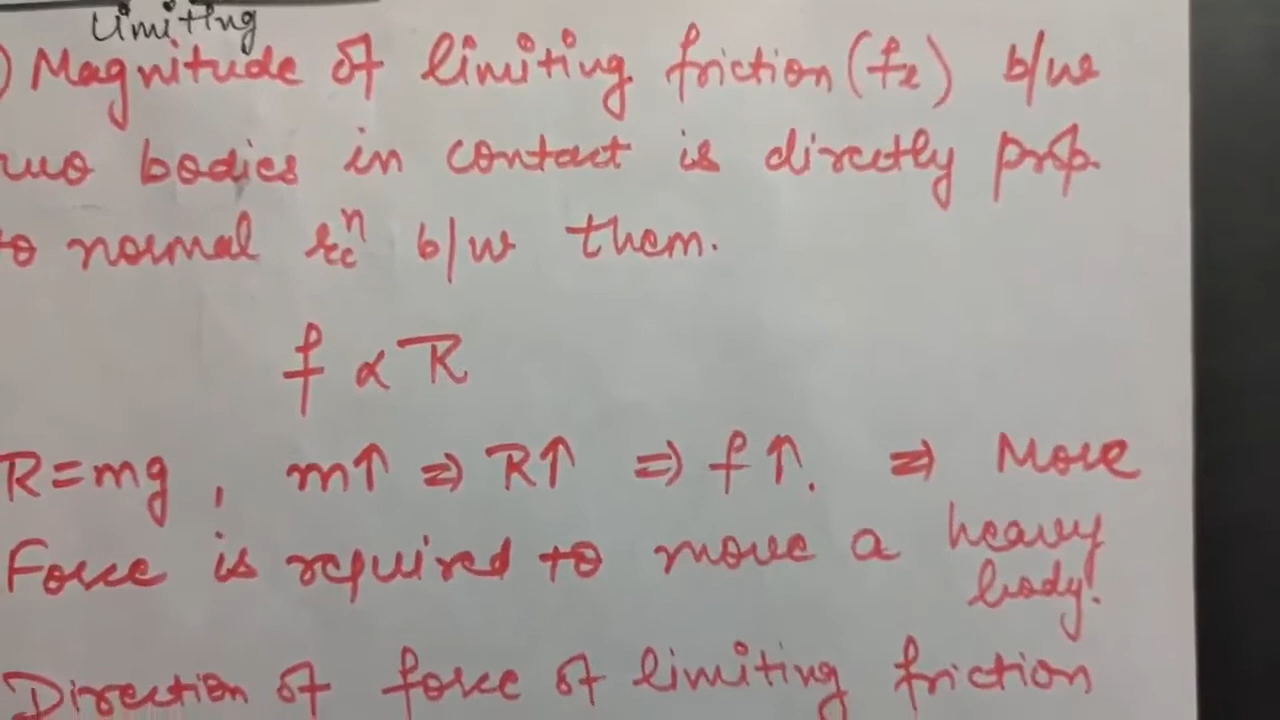 Limiting
) Magnitude of limiting friction (fₗ) b/w
two bodies in contact is directly prop.
to normal rₑcⁿ b/w them.
f ∝ R
R = mg, m↑ ⇒ R↑ ⇒ f↑. ⇒ More
Force is required to move a heavy
body!
Direction of force of limiting friction